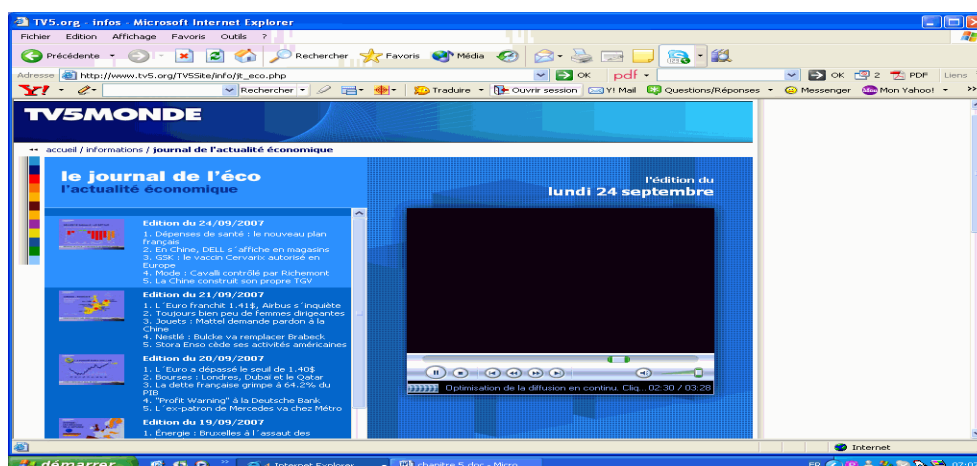 TV5.org - infos - Microsoft Internet Explorer
Fichier Edition Affichage Favoris Outils ?
Précédente Rechercher Favoris Média
Adresse http://www.tv5.org/TV5Site/info/jt_eco.php OK pdf OK 2 PDF Liens »
Y! Rechercher Traduire Ouvrir session Y! Mail Questions/Réponses Messenger Mon Yahoo! »
TV5MONDE
accueil / informations / journal de l'actualité économique
le journal de l'éco
l'actualité économique
l'édition du
lundi 24 septembre
Edition du 24/09/2007
1. Dépenses de santé : le nouveau plan
français
2. En Chine, DELL s´affiche en magasins
3. GSK : le vaccin Cervarix autorisé en
Europe
4. Mode : Cavalli contrôlé par Richemont
5. La Chine construit son propre TGV
Edition du 21/09/2007
1. L´Euro franchit 1.41$, Airbus s´inquiète
2. Toujours bien peu de femmes dirigeantes
3. Jouets : Mattel demande pardon à la
Chine
4. Nestlé : Bulcke va remplacer Brabeck
5. Stora Enso cède ses activités américaines
Edition du 20/09/2007
1. L´Euro a dépassé le seuil de 1.40$
2. Bourses : Londres, Dubai et le Qatar
3. La dette française grimpe à 64.2% du
PIB
4. "Profit Warning" à la Deutsche Bank
5. L´ex-patron de Mercedes va chez Métro
Edition du 19/09/2007
1. Énergie : Bruxelles à l´assaut des
Optimisation de la diffusion en continu. Cliq... 02:30 / 03:28
Internet
démarrer » 4 Internet Explorer chapitre 5.doc - Micro... FR